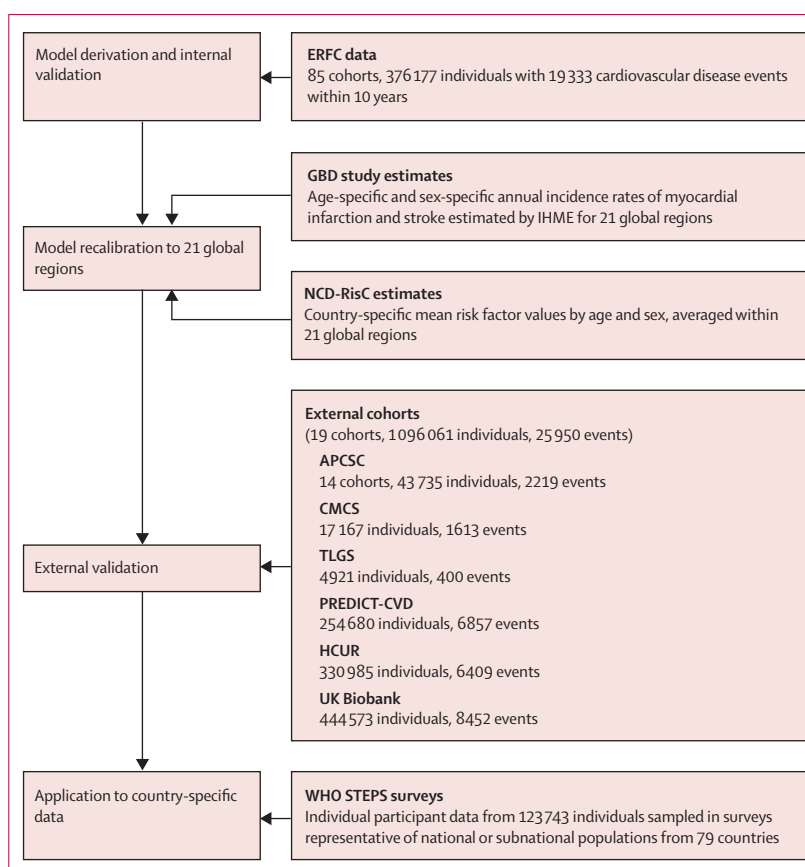 Model derivation and internal
validation
ERFC data
85 cohorts, 376 177 individuals with 19 333 cardiovascular disease events
within 10 years
GBD study estimates
Age-specific and sex-specific annual incidence rates of myocardial
infarction and stroke estimated by IHME for 21 global regions
Model recalibration to 21 global
regions
NCD-RisC estimates
Country-specific mean risk factor values by age and sex, averaged within
21 global regions
External cohorts
(19 cohorts, 1 096 061 individuals, 25 950 events)
APCSC
14 cohorts, 43 735 individuals, 2219 events
CMCS
17 167 individuals, 1613 events
TLGS
4921 individuals, 400 events
PREDICT-CVD
254 680 individuals, 6857 events
HCUR
330 985 individuals, 6409 events
UK Biobank
444 573 individuals, 8452 events
External validation
Application to country-specific
data
WHO STEPS surveys
Individual participant data from 123 743 individuals sampled in surveys
representative of national or subnational populations from 79 countries